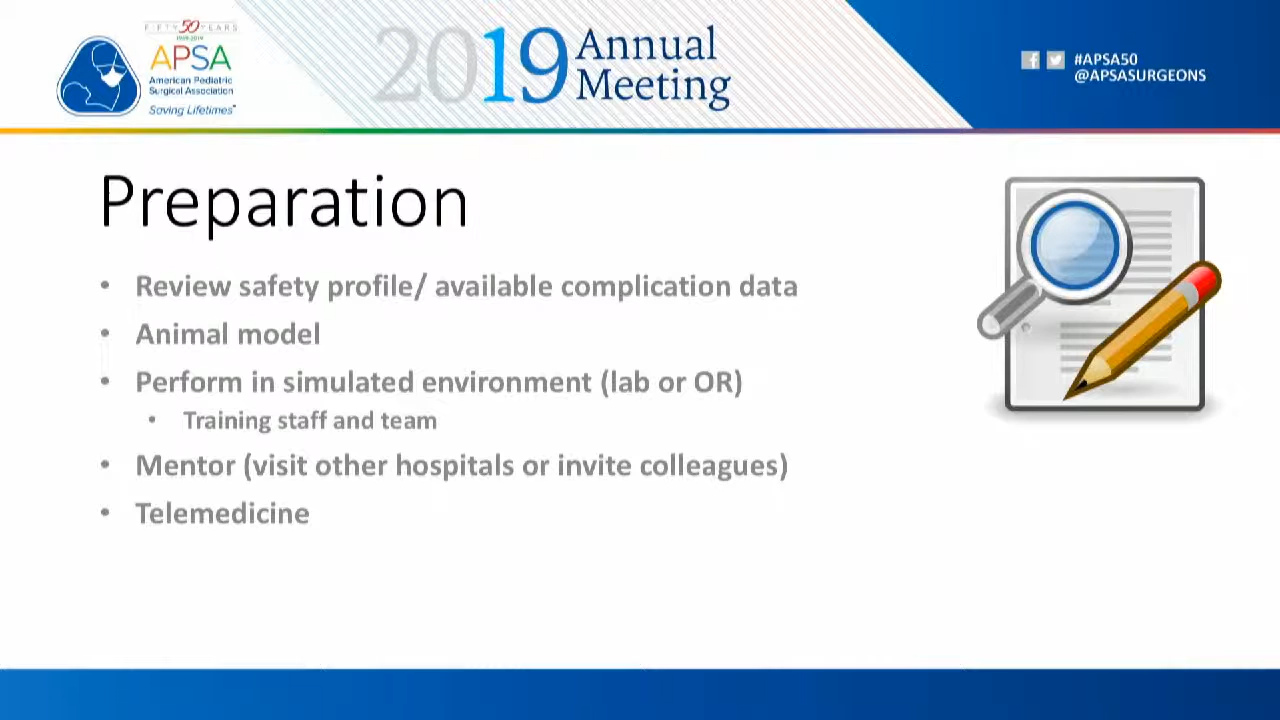 FIFTY 50 YEARS
1969-2019
APSA
American Pediatric
Surgical Association
Saving Lifetimes™
2019 Annual
Meeting
#APSA50
@APSASURGEONS
Preparation
• Review safety profile/ available complication data
• Animal model
• Perform in simulated environment (lab or OR)
• Training staff and team
• Mentor (visit other hospitals or invite colleagues)
• Telemedicine